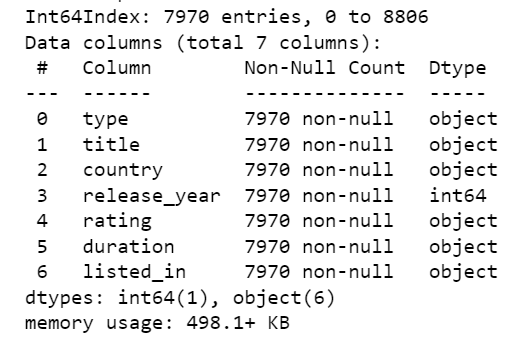 Int64Index: 7970 entries, 0 to 8806
Data columns (total 7 columns):
 #   Column        Non-Null Count  Dtype
---  ------        --------------  -----
 0   type          7970 non-null   object
 1   title         7970 non-null   object
 2   country       7970 non-null   object
 3   release_year  7970 non-null   int64
 4   rating        7970 non-null   object
 5   duration      7970 non-null   object
 6   listed_in     7970 non-null   object
dtypes: int64(1), object(6)
memory usage: 498.1+ KB